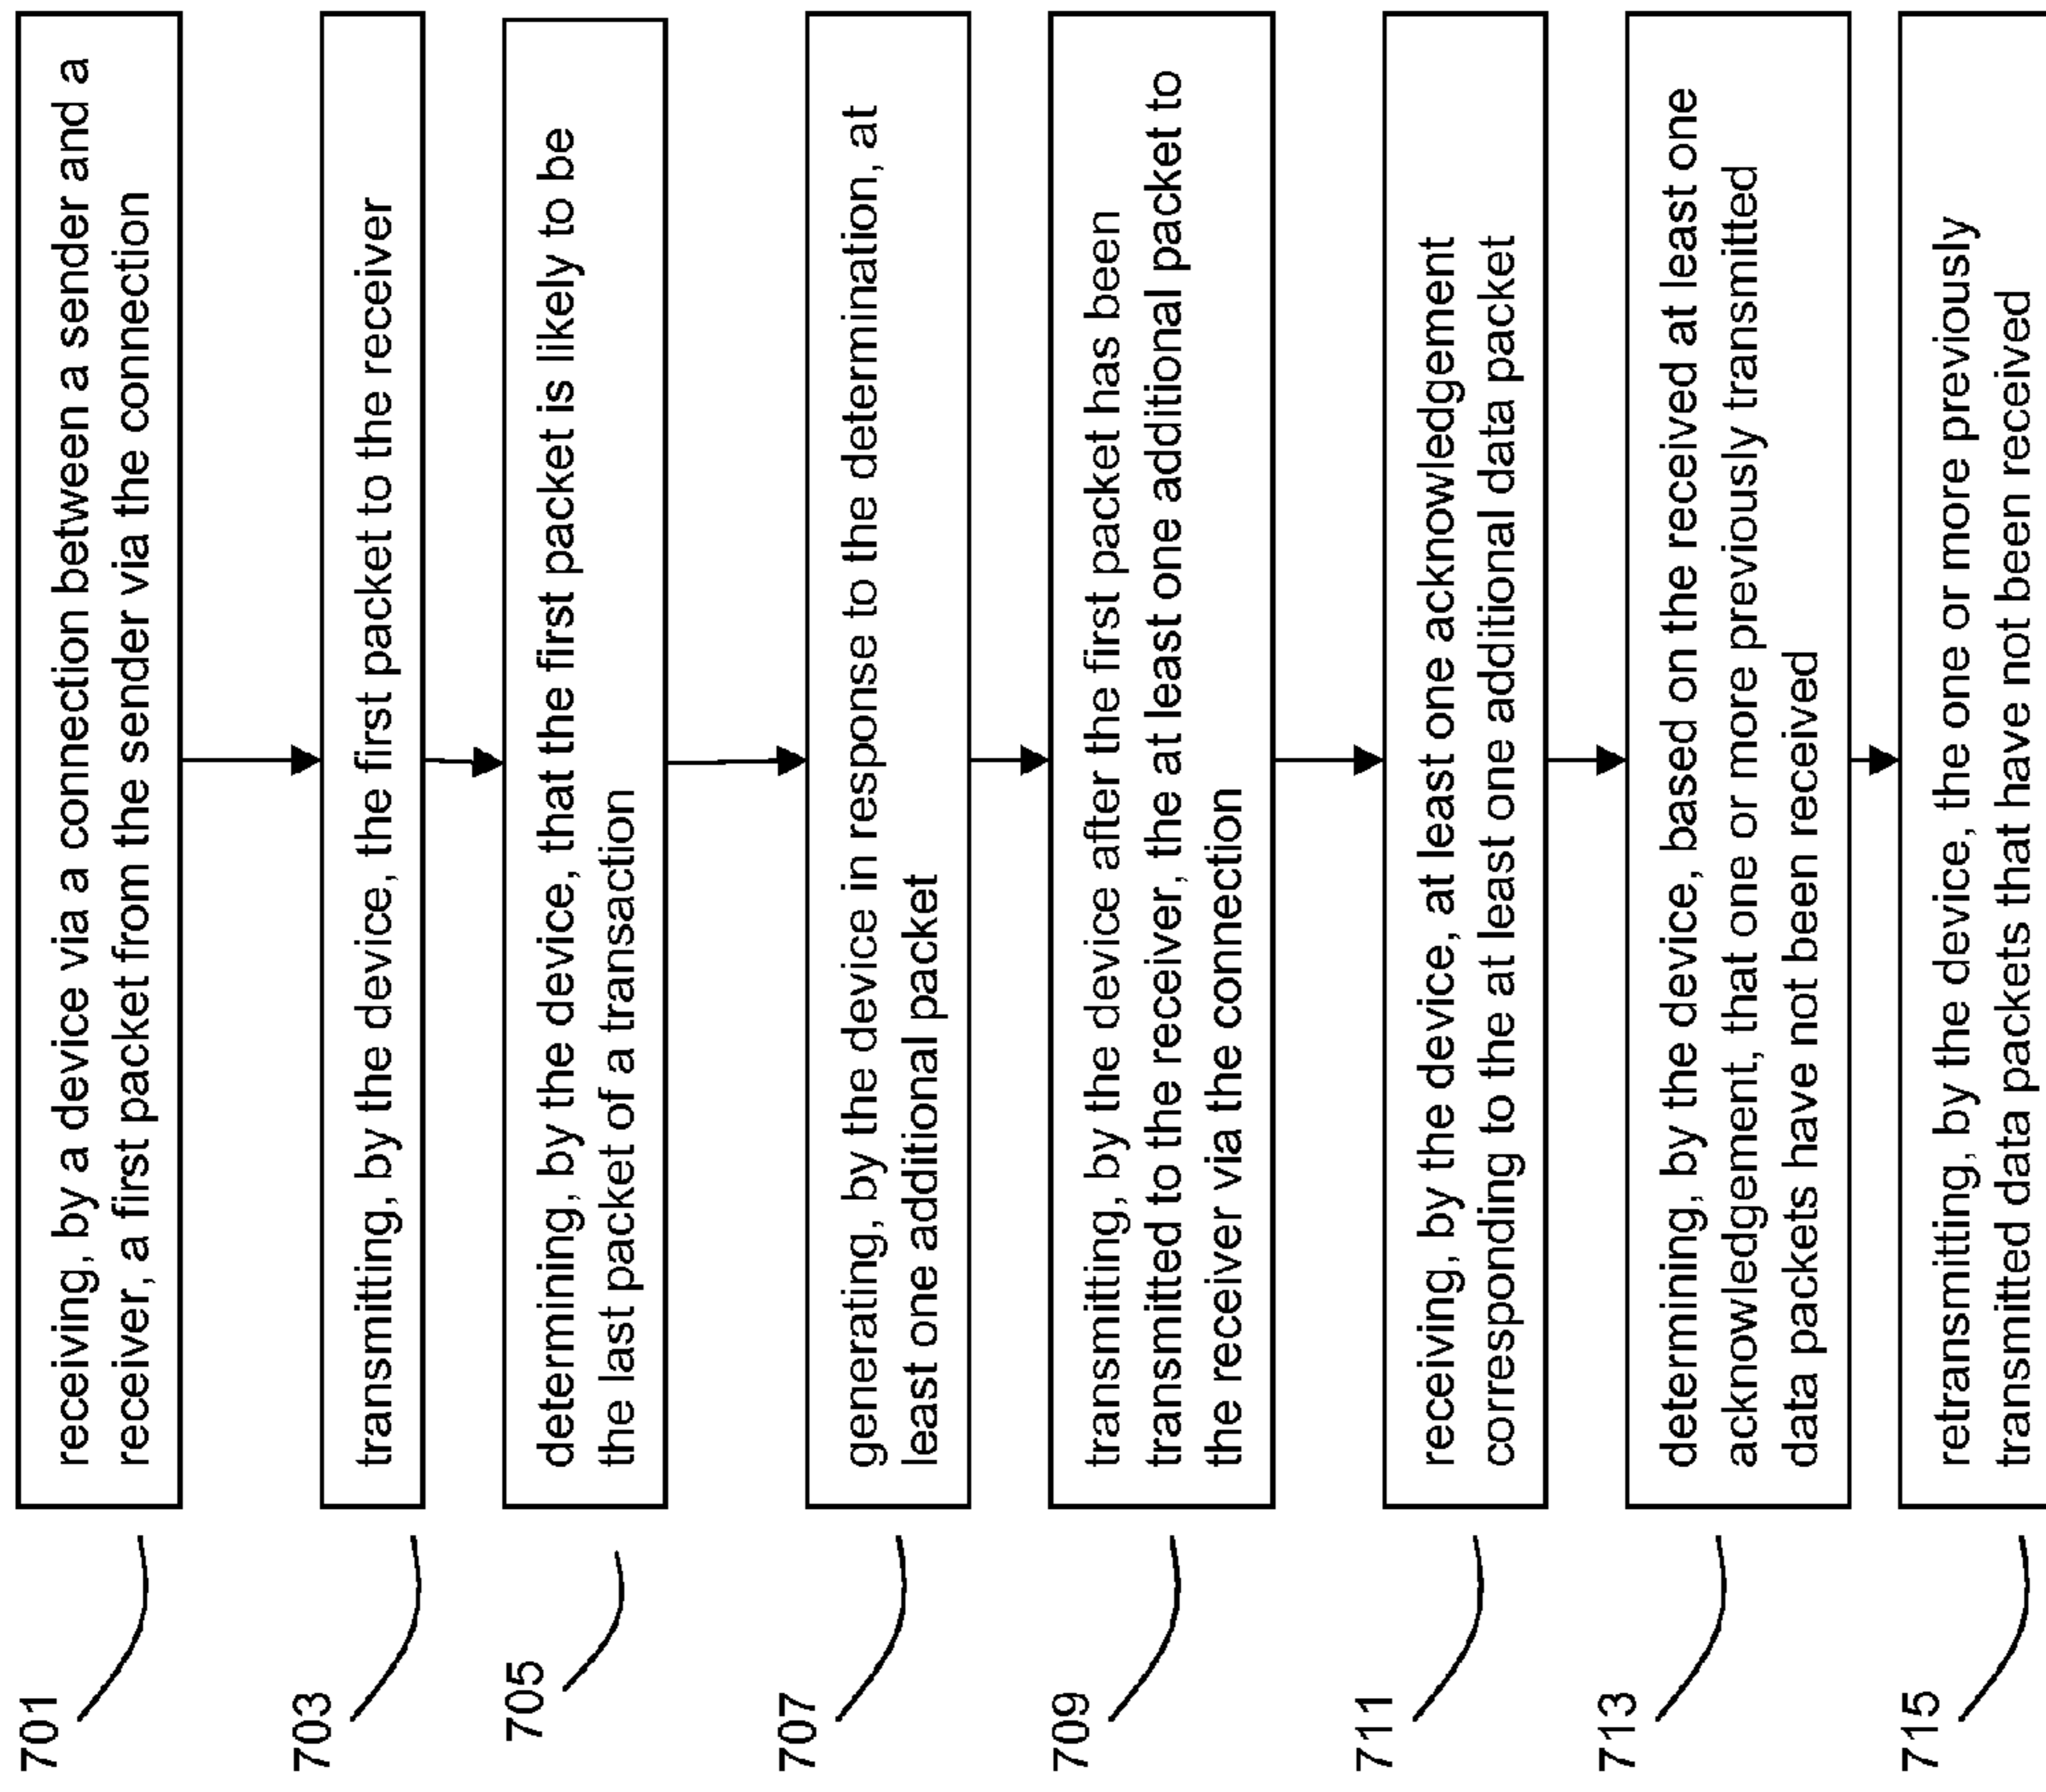 701
receiving, by a device via a connection between a sender and a
receiver, a first packet from the sender via the connection
703
transmitting, by the device, the first packet to the receiver
705
determining, by the device, that the first packet is likely to be
the last packet of a transaction
707
generating, by the device in response to the determination, at
least one additional packet
709
transmitting, by the device after the first packet has been
transmitted to the receiver, the at least one additional packet to
the receiver via the connection
711
receiving, by the device, at least one acknowledgement
corresponding to the at least one additional data packet
713
determining, by the device, based on the received at least one
acknowledgement, that one or more previously transmitted
data packets have not been received
715
retransmitting, by the device, the one or more previously
transmitted data packets that have not been received